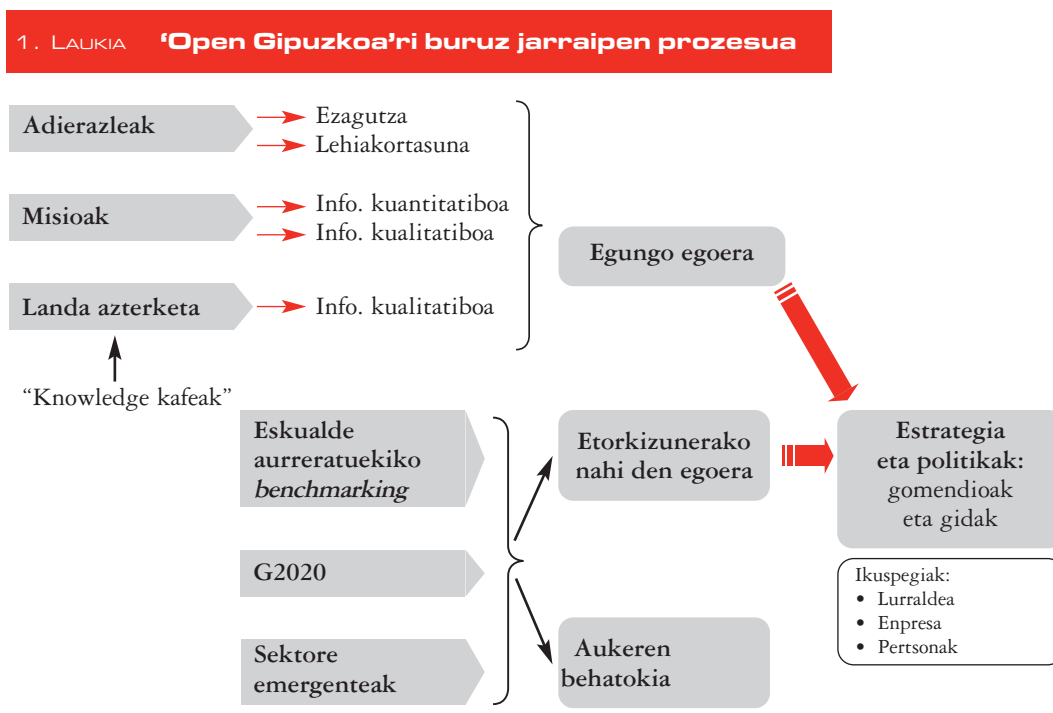 1. LAUKIA 'Open Gipuzkoa'ri buruz jarraipen prozesua
Adierazleak
Ezagutza
Lehiakortasuna
Misioak
Info. kuantitatiboa
Info. kualitatiboa
Landa azterketa
Info. kualitatiboa
“Knowledge kafeak”
Egungo egoera
Eskualde
aurreratuekiko
benchmarking
G2020
Sektore
emergenteak
Etorkizunerako
nahi den egoera
Aukeren
behatokia
Estrategia
eta politikak:
gomendioak
eta gidak
Ikuspegiak:
• Lurraldea
• Enpresa
• Pertsonak